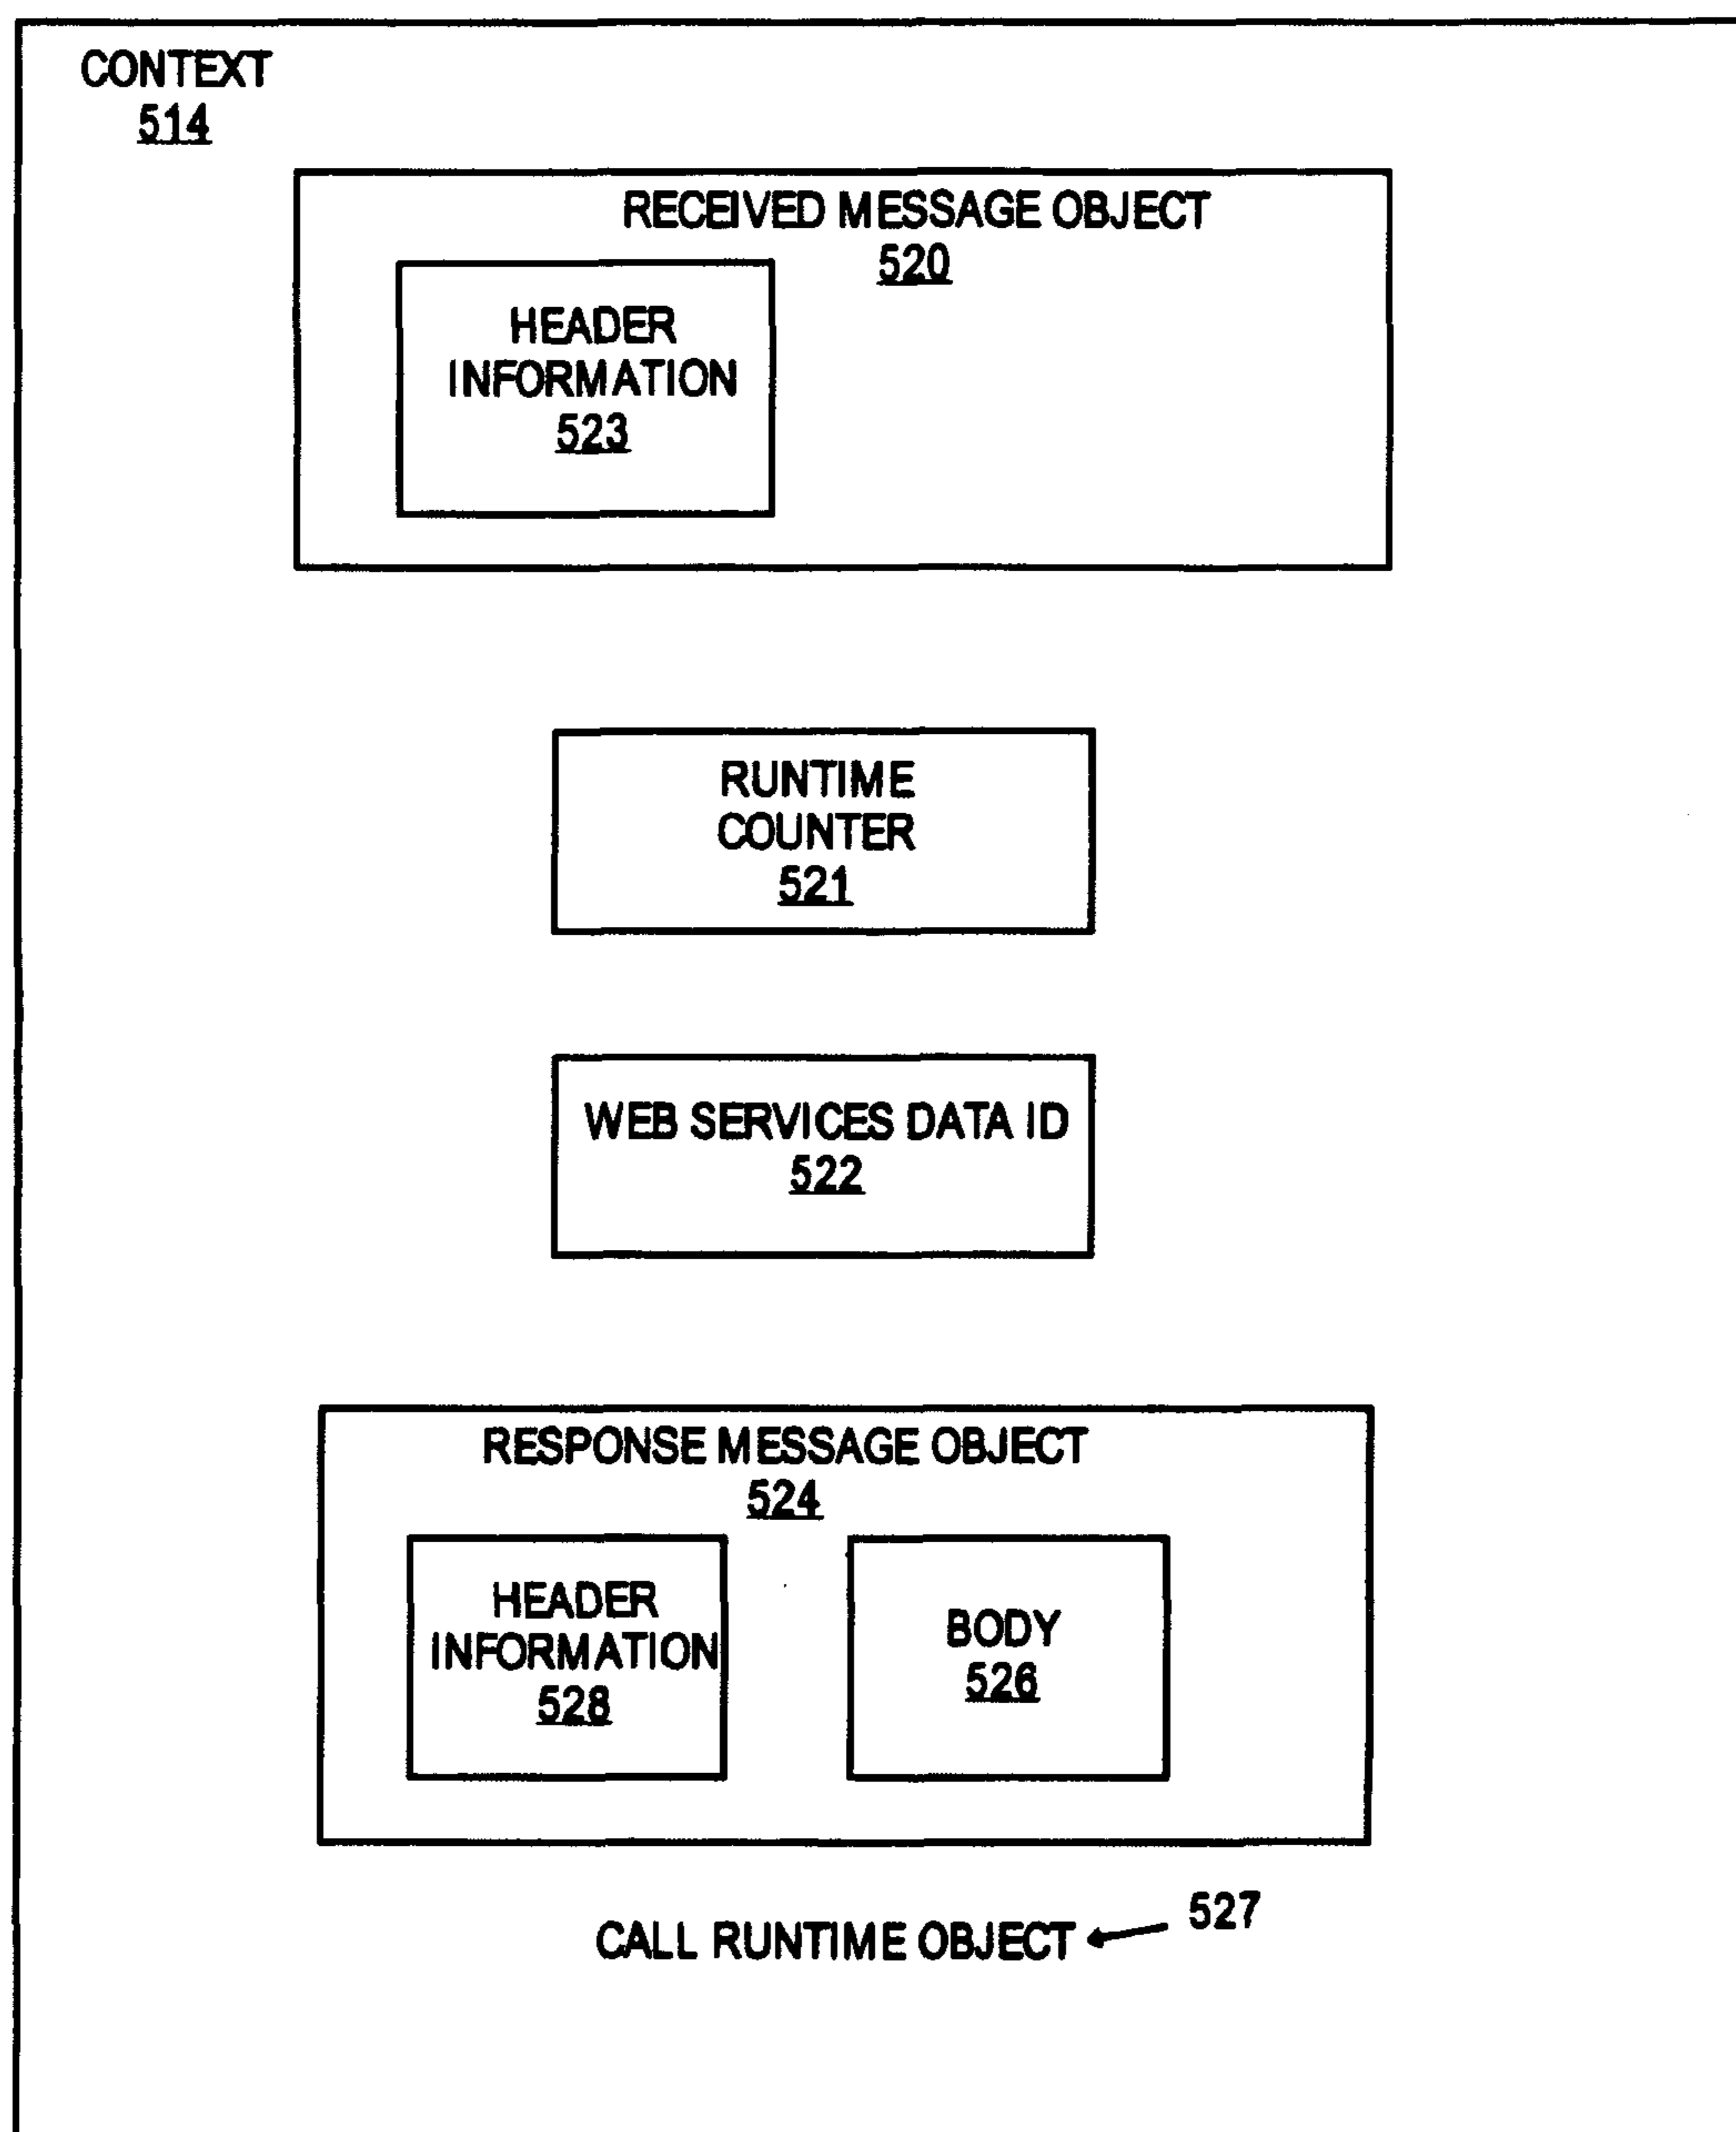 CONTEXT
514
RECEIVED MESSAGE OBJECT
520
HEADER
INFORMATION
523
RUNTIME
COUNTER
521
WEB SERVICES DATA ID
522
RESPONSE MESSAGE OBJECT
524
HEADER
INFORMATION
528
BODY
526
CALL RUNTIME OBJECT
527